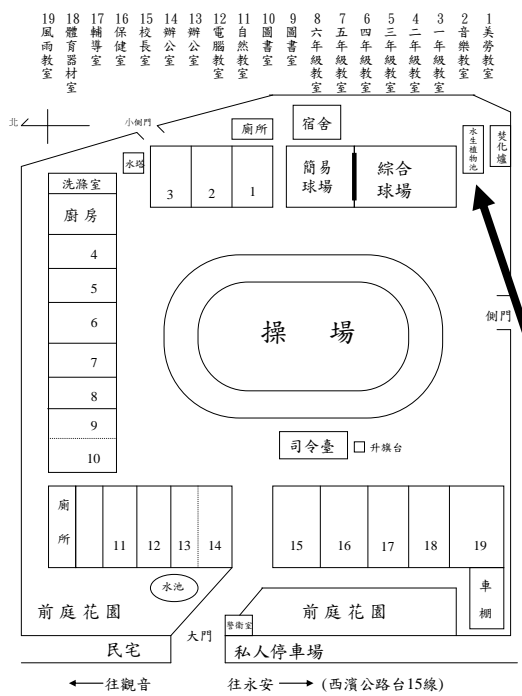 19 風雨教室
18 體育器材室
17 輔導室
16 保健室
15 校長室
14 辦公室
13 辦公室
12 電腦教室
11 自然教室
10 圖書室
9 圖書室
8 六年級教室
7 五年級教室
6 四年級教室
5 三年級教室
4 二年級教室
3 一年級教室
2 音樂教室
1 美勞教室
北
小側門
廁所
宿舍
水生植物池
焚化爐
水塔
3
2
1
簡易球場
綜合球場
洗滌室
廚房
4
5
6
7
8
9
10
操場
側門
司令臺
升旗台
廁所
11
12
13
14
15
16
17
18
19
水池
車棚
前庭花園
大門
警衛室
前庭花園
民宅
私人停車場
往觀音
往永安
(西濱公路台15線)